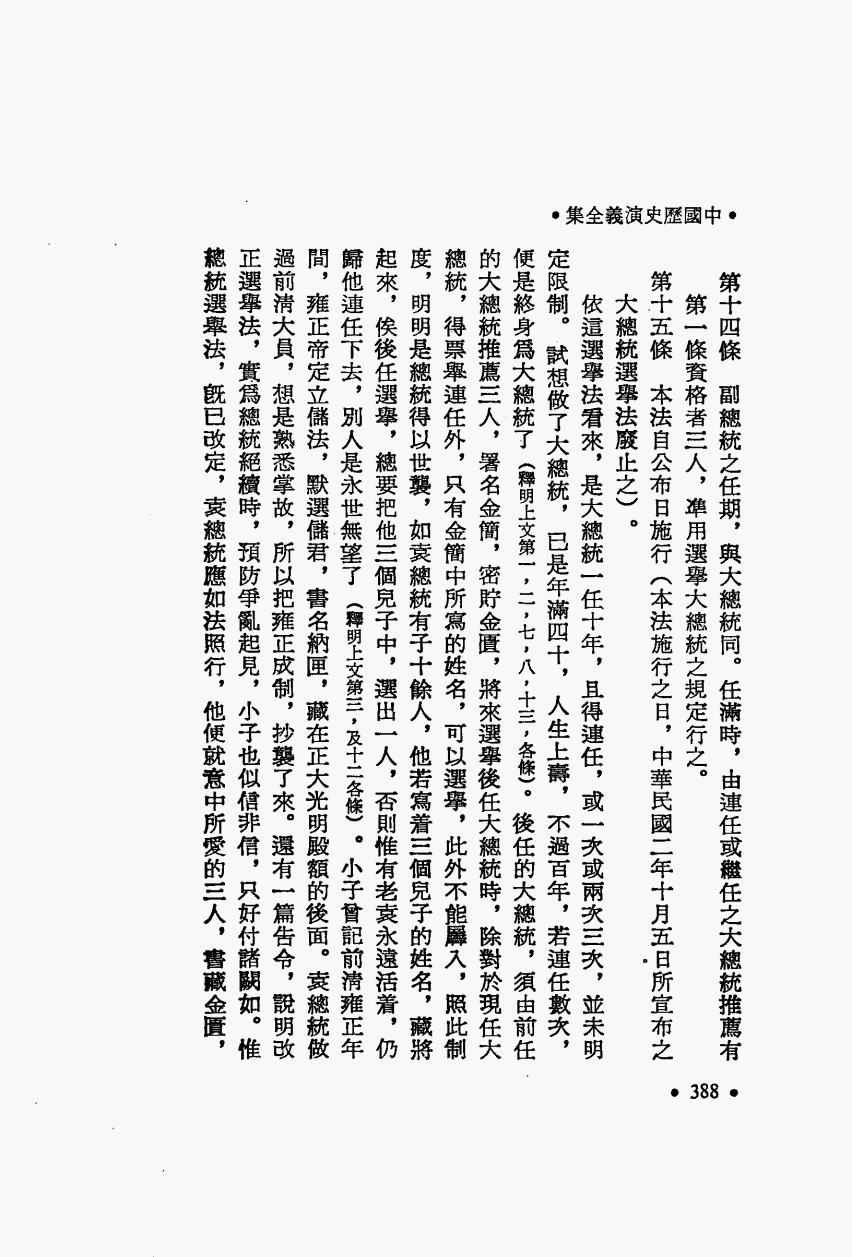 •中國歷史演義全集•
第十四條　副總統之任期，與大總統同。任滿時，由連任或繼任之大總統推薦有
第一條資格者三人，準用選舉大總統之規定行之。
第十五條　本法自公布日施行（本法施行之日，中華民國二年十月五日所宣布之
大總統選舉法廢止之）。
依這選舉法看來，是大總統一任十年，且得連任，或一次或兩次三次，並未明
定限制。試想做了大總統，已是年滿四十，人生上壽，不過百年，若連任數次，
便是終身爲大總統了（釋明上文第一，二，七，八，十三，各條）。後任的大總統，須由前任
的大總統推薦三人，署名金簡，密貯金匱，將來選舉後任大總統時，除對於現任大
總統，得票舉連任外，只有金簡中所寫的姓名，可以選舉，此外不能羼入，照此制
度，明明是總統得以世襲，如袁總統有子十餘人，他若寫着三個兒子的姓名，藏將
起來，俟後任選舉，總要把他三個兒子中，選出一人，否則惟有老袁永遠活着，仍
歸他連任下去，別人是永世無望了（釋明上文第三，及十二各條）。小子曾記前清雍正年
間，雍正帝定立儲法，默選儲君，書名納匣，藏在正大光明殿額的後面。袁總統做
過前清大員，想是熟悉掌故，所以把雍正成制，抄襲了來。還有一篇告令，說明改
正選舉法，實爲總統絕續時，預防爭亂起見，小子也似信非信，只好付諸闕如。惟
總統選舉法，既已改定，袁總統應如法照行，他便就意中所愛的三人，書藏金匱，
•388•